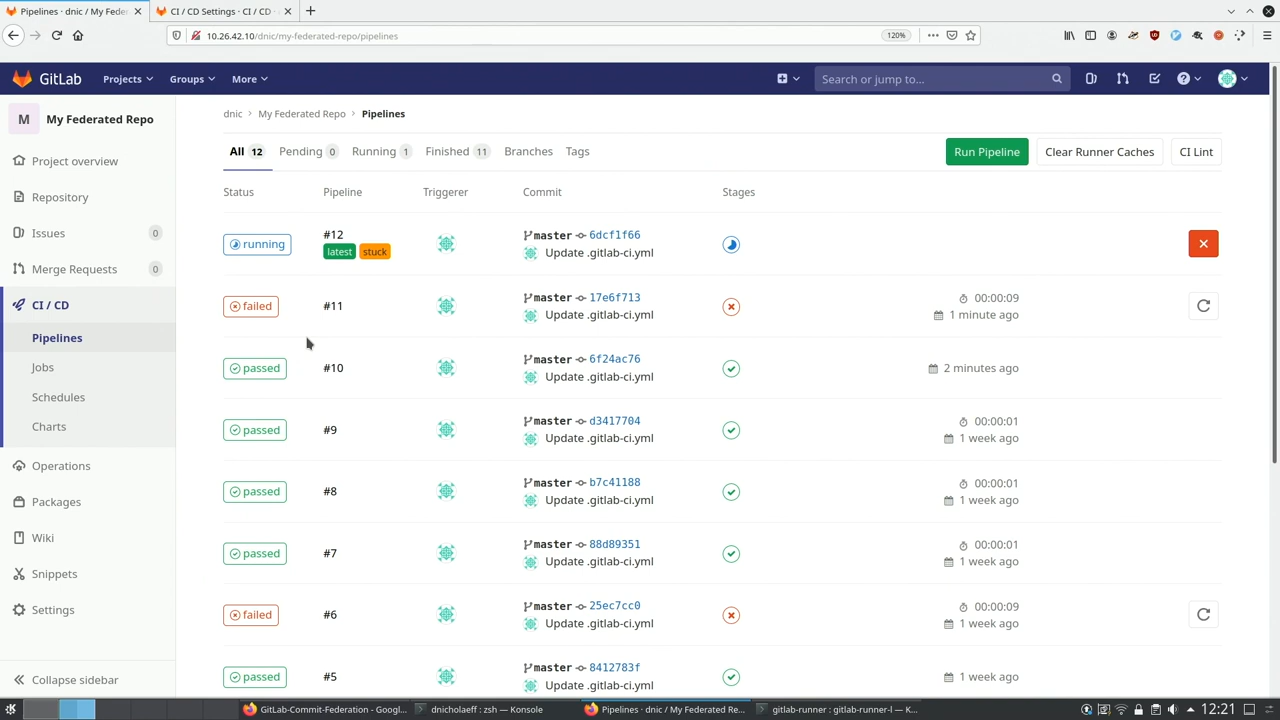 Pipelines · dnic / My Feder
CI / CD Settings · CI / CD ·
10.26.42.10/dnic/my-federated-repo/pipelines
120%
GitLab
Projects
Groups
More
Search or jump to...
M
My Federated Repo
Project overview
Repository
Issues
0
Merge Requests
0
CI / CD
Pipelines
Jobs
Schedules
Charts
Operations
Packages
Wiki
Snippets
Settings
Collapse sidebar
dnic > My Federated Repo > Pipelines
All 12
Pending 0
Running 1
Finished 11
Branches
Tags
Run Pipeline
Clear Runner Caches
CI Lint
Status
Pipeline
Triggerer
Commit
Stages
running
#12
latest stuck
master 6dcf1f66
Update .gitlab-ci.yml
failed
#11
master 17e6f713
Update .gitlab-ci.yml
00:00:09
1 minute ago
passed
#10
master 6f24ac76
Update .gitlab-ci.yml
2 minutes ago
passed
#9
master d3417704
Update .gitlab-ci.yml
00:00:01
1 week ago
passed
#8
master b7c41188
Update .gitlab-ci.yml
00:00:01
1 week ago
passed
#7
master 88d89351
Update .gitlab-ci.yml
00:00:01
1 week ago
failed
#6
master 25ec7cc0
Update .gitlab-ci.yml
00:00:09
1 week ago
passed
#5
master 8412783f
Update .gitlab-ci.yml
1 week ago
GitLab-Commit-Federation - Googl...
dnicholaeff : zsh — Konsole
Pipelines · dnic / My Federated Re...
gitlab-runner : gitlab-runner-l — K...
12:21